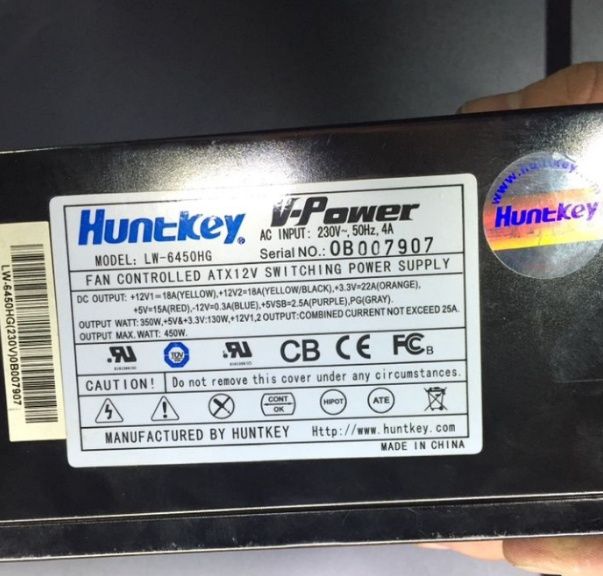 Huntkey® V-Power
AC INPUT: 230V~, 50Hz, 4A
MODEL: LW-6450HG
Serial NO.: 0B007907
FAN CONTROLLED ATX12V SWITCHING POWER SUPPLY
DC OUTPUT: +12V1=18A(YELLOW),+12V2=18A(YELLOW/BLACK),+3.3V=22A(ORANGE),
+5V=15A(RED),-12V=0.3A(BLUE),+5VSB=2.5A(PURPLE),PG(GRAY).
OUTPUT WATT: 350W,+5V&+3.3V:130W,+12V1,2 OUTPUT:COMBINED CURRENT NOT EXCEED 25A.
OUTPUT MAX.WATT: 450W.
TÜV CB CE FC B
CAUTION! Do not remove this cover under any circumstances.
CONT OK HIPOT ATE
MANUFACTURED BY HUNTKEY Http://www.huntkey.com
MADE IN CHINA
LW-6450HG(230V)0B007907
Huntkey